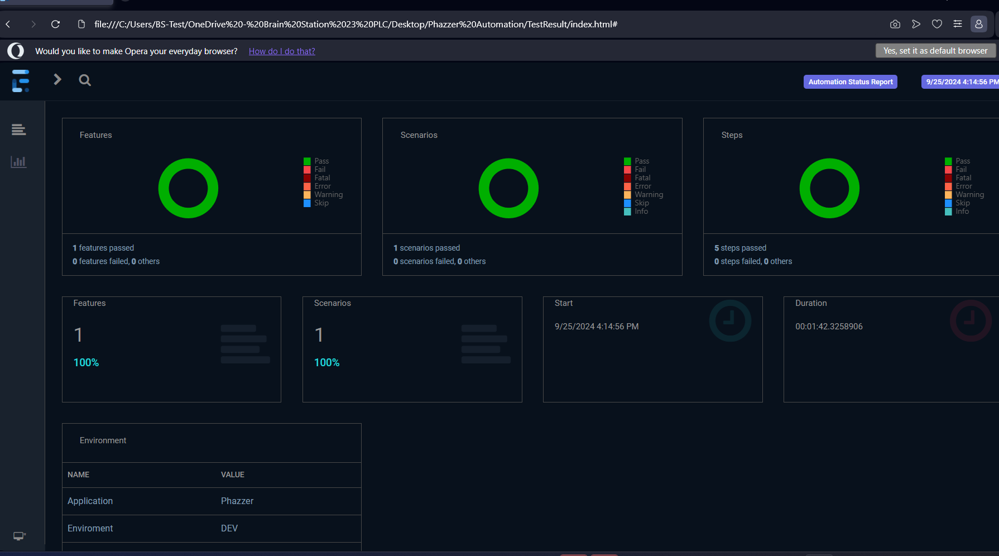 file:///C:/Users/BS-Test/OneDrive%20-%20Brain%20Station%2023%20PLC/Desktop/Phazzer%20Automation/TestResult/index.html#
Would you like to make Opera your everyday browser? How do I do that? Yes, set it as default browser
Automation Status Report 9/25/2024 4:14:56 PM
Features
Pass
Fail
Fatal
Error
Warning
Skip
1 features passed
0 features failed, 0 others
Scenarios
Pass
Fail
Fatal
Error
Warning
Skip
Info
1 scenarios passed
0 scenarios failed, 0 others
Steps
Pass
Fail
Fatal
Error
Warning
Skip
Info
5 steps passed
0 steps failed, 0 others
Features
1
100%
Scenarios
1
100%
Start
9/25/2024 4:14:56 PM
Duration
00:01:42.3258906
Environment
NAME VALUE
Application Phazzer
Enviroment DEV